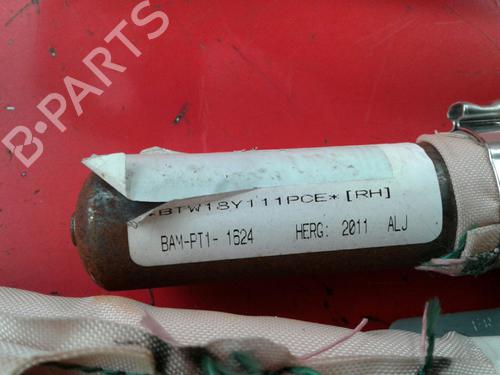 B-PARTS
BTW18Y111PCE*[RH]
BAM-PT1- 1624 HERG: 2011 ALJ